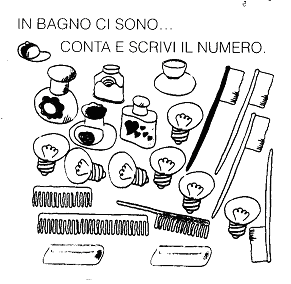 IN BAGNO CI SONO...
CONTA E SCRIVI IL NUMERO.